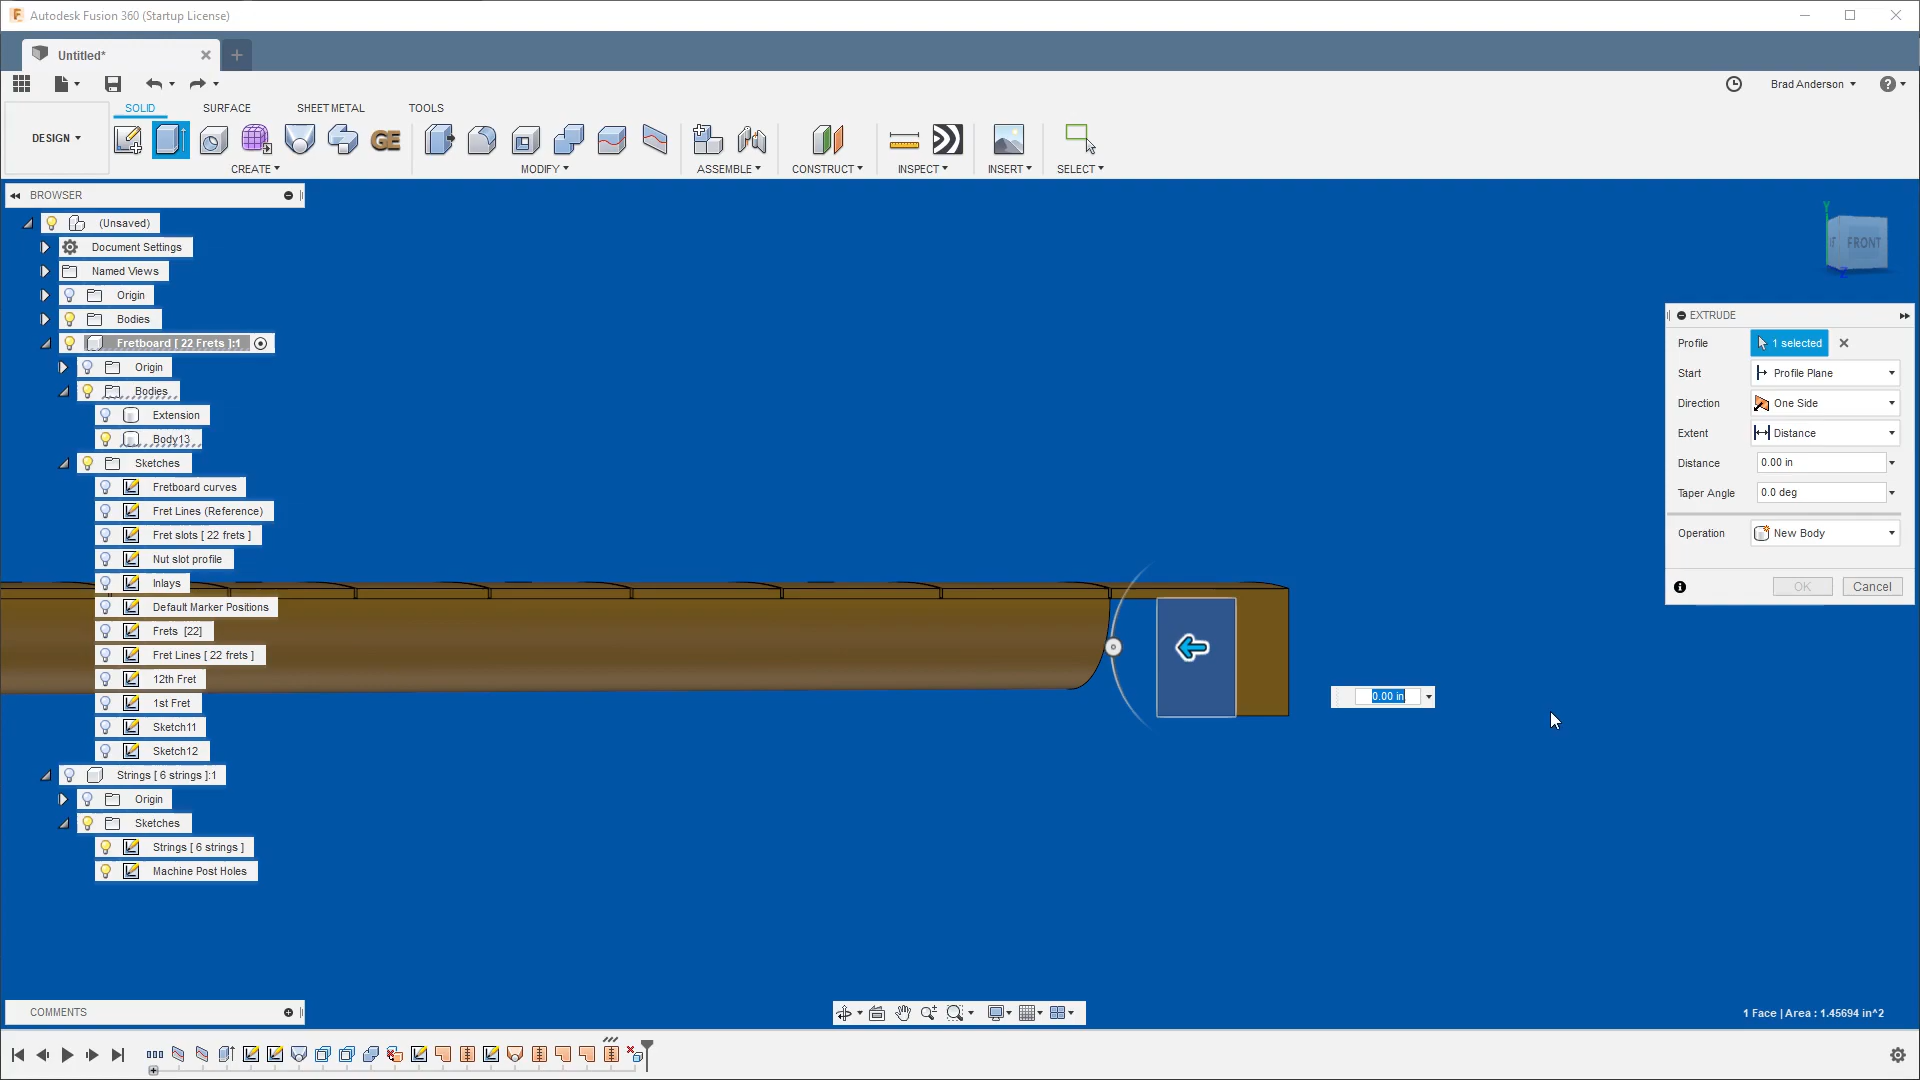 Autodesk Fusion 360 (Startup License)
Untitled*
Brad Anderson
SOLID
SURFACE
SHEET METAL
TOOLS
DESIGN
GE
CREATE
MODIFY
ASSEMBLE
CONSTRUCT
INSPECT
INSERT
SELECT
BROWSER
(Unsaved)
Document Settings
Named Views
Origin
Bodies
Fretboard [ 22 Frets ]:1
Origin
Bodies
Extension
Body13
Sketches
Fretboard curves
Fret Lines (Reference)
Fret slots [ 22 frets ]
Nut slot profile
Inlays
Default Marker Positions
Frets [22]
Fret Lines [ 22 frets ]
12th Fret
1st Fret
Sketch11
Sketch12
Strings [ 6 strings ]:1
Origin
Sketches
Strings [ 6 strings ]
Machine Post Holes
Y
FRONT
Z
EXTRUDE
Profile 1 selected
Start Profile Plane
Direction One Side
Extent Distance
Distance 0.00 in
Taper Angle 0.0 deg
Operation New Body
OK Cancel
0.00 in
COMMENTS
1 Face | Area : 1.45694 in^2